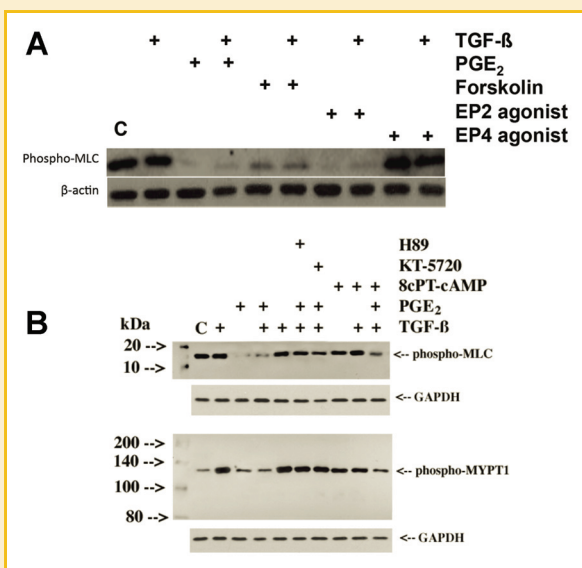 A
+ + + + + TGF-ß
+ + PGE₂
+ + Forskolin
+ + EP2 agonist
C + + EP4 agonist
Phospho-MLC
β-actin
+ H89
+ KT-5720
+ + + 8cPT-cAMP
B
+ + + + + PGE₂
kDa C + + + + + + + TGF-ß
20 -->
<-- phospho-MLC
10 -->
<-- GAPDH
200 -->
140 -->
<-- phospho-MYPT1
100 -->
80 -->
<-- GAPDH